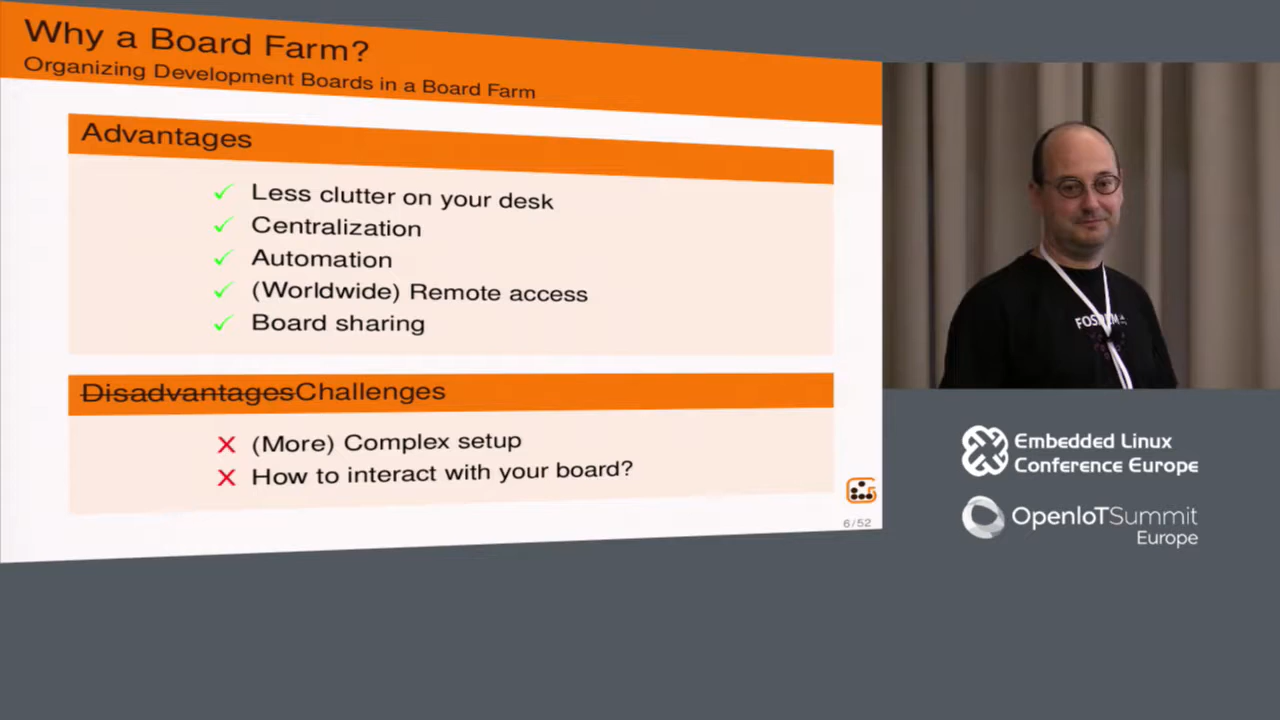 Why a Board Farm?
Organizing Development Boards in a Board Farm
Advantages
✓ Less clutter on your desk
✓ Centralization
✓ Automation
✓ (Worldwide) Remote access
✓ Board sharing
DisadvantagesChallenges
X (More) Complex setup
X How to interact with your board?
6/52
Embedded Linux
Conference Europe
OpenIoTSummit
Europe